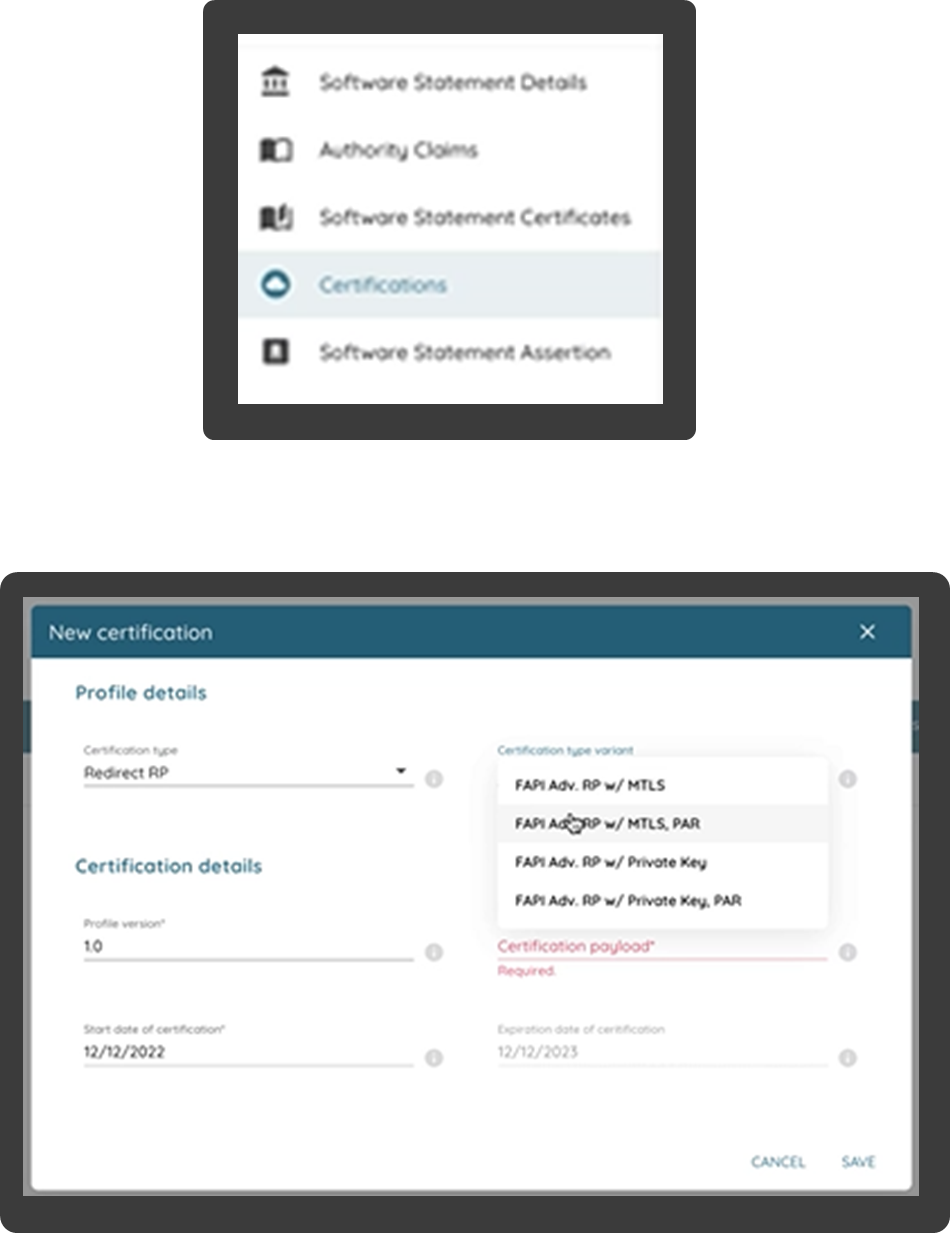 Software Statement Details
Authority Claims
Software Statement Certificates
Certifications
Software Statement Assertion
New certification
Profile details
Certification type
Redirect RP
Certification type variant
FAPI Adv. RP w/ MTLS
FAPI Adv. RP w/ MTLS, PAR
FAPI Adv. RP w/ Private Key
FAPI Adv. RP w/ Private Key, PAR
Certification details
Profile version*
1.0
Certification payload*
Required.
Start date of certification*
12/12/2022
Expiration date of ceritification
12/12/2023
CANCEL SAVE